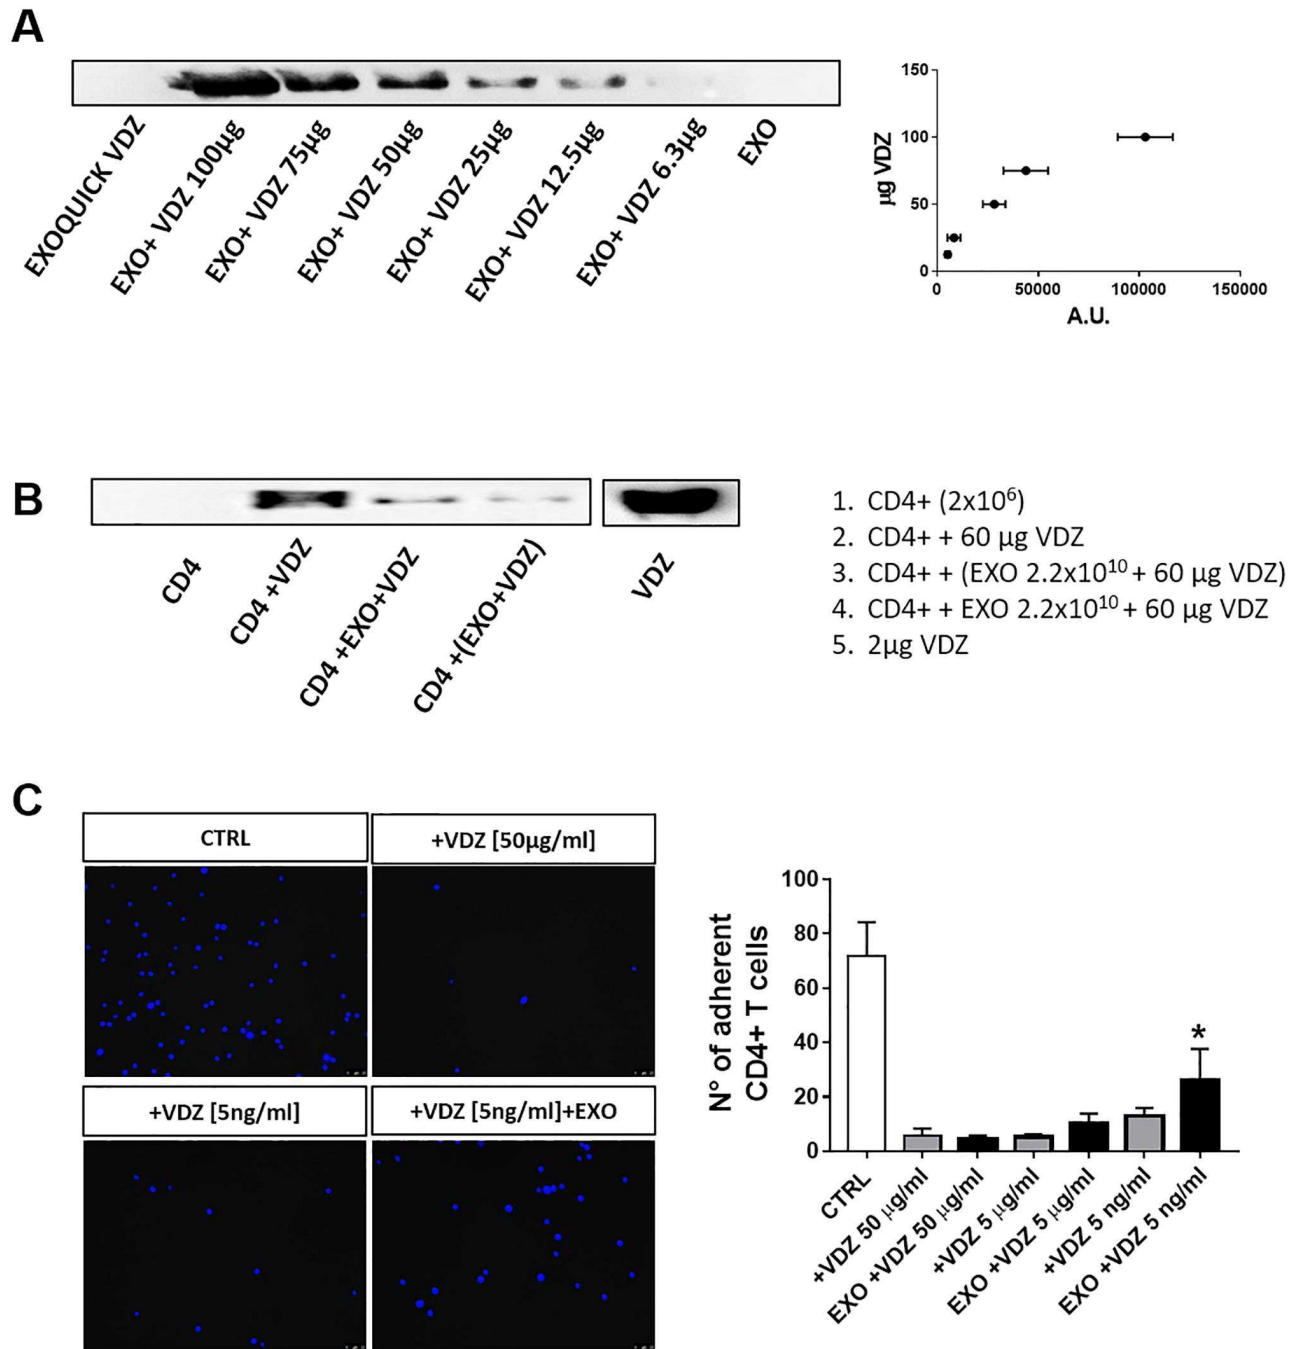 A
EXOQUICK VDZ
EXO+ VDZ 100µg
EXO+ VDZ 75µg
EXO+ VDZ 50µg
EXO+ VDZ 25µg
EXO+ VDZ 12.5µg
EXO+ VDZ 6.3µg
EXO
µg VDZ
150
100
50
0
0
50000
100000
150000
A.U.
B
CD4
CD4 +VDZ
CD4 +EXO+VDZ
CD4 +(EXO+VDZ)
VDZ
1. CD4+ (2x10⁶)
2. CD4+ + 60 µg VDZ
3. CD4+ + (EXO 2.2x10¹⁰ + 60 µg VDZ)
4. CD4+ + EXO 2.2x10¹⁰ + 60 µg VDZ
5. 2µg VDZ
C
CTRL
+VDZ [50µg/ml]
+VDZ [5ng/ml]
+VDZ [5ng/ml]+EXO
N° of adherent
CD4+ T cells
100
80
60
40
20
0
*
CTRL
+VDZ 50 µg/ml
EXO +VDZ 50 µg/ml
+VDZ 5 µg/ml
EXO +VDZ 5 µg/ml
+VDZ 5 ng/ml
EXO +VDZ 5 ng/ml